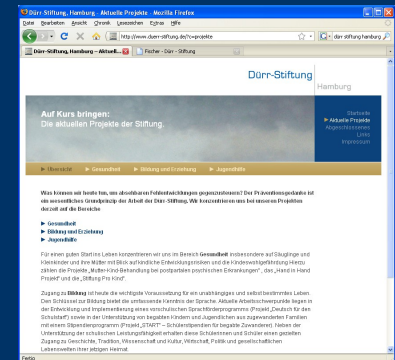 Dürr-Stiftung, Hamburg - Aktuelle Projekte - Mozilla Firefox
Datei Bearbeiten Ansicht Chronik Lesezeichen Extras Hilfe
http://www.duerr-stiftung.de/?c=projekte
dürr stiftung hamburg
Dürr-Stiftung, Hamburg – Aktuell...
Fischer - Dürr - Stiftung
Dürr-Stiftung
Hamburg
Auf Kurs bringen:
Die aktuellen Projekte der Stiftung.
Startseite
Aktuelle Projekte
Abgeschlossenes
Links
Impressum
Übersicht Gesundheit Bildung und Erziehung Jugendhilfe
Was können wir heute tun, um absehbaren Fehlentwicklungen gegenzusteuern? Der Präventionsgedanke ist
ein wesentliches Grundprinzip der Arbeit der Dürr-Stiftung. Wir konzentrieren uns bei unseren Projekten
derzeit auf die Bereiche
Gesundheit
Bildung und Erziehung
Jugendhilfe
Für einen guten Start ins Leben konzentrieren wir uns im Bereich Gesundheit insbesondere auf Säuglinge und
Kleinkinder und ihre Mütter mit Blick auf kindliche Entwicklungsrisiken und die Kindeswohlgefährdung Hierzu
zählen die Projekte „Mutter-Kind-Behandlung bei postpartalen psychischen Erkrankungen", das „Hand in Hand
Projekt" und die „Stiftung Pro Kind".
Zugang zu Bildung ist heute die wichtigste Voraussetzung für ein unabhängiges und selbst bestimmtes Leben.
Den Schlüssel zur Bildung bietet die umfassende Kenntnis der Sprache. Aktuelle Arbeitsschwerpunkte liegen in
der Entwicklung und Implementierung eines vorschulischen Sprachförderprogramms (Projekt „Deutsch für den
Schulstart") sowie in der Unterstützung von begabten Kindern und Jugendlichen aus zugewanderten Familien
mit einem Stipendienprogramm (Projekt „START" – Schülerstipendien für begabte Zuwanderer). Neben der
Unterstützung der schulischen Leistungsfähigkeit erhalten diese Schülerinnen und Schüler einen gezielten
Zugang zu Geschichte, Tradition, Wissenschaft und Kultur, Wirtschaft, Politik und gesellschaftlichen
Lebenswelten ihrer jetzigen Heimat.
Fertig